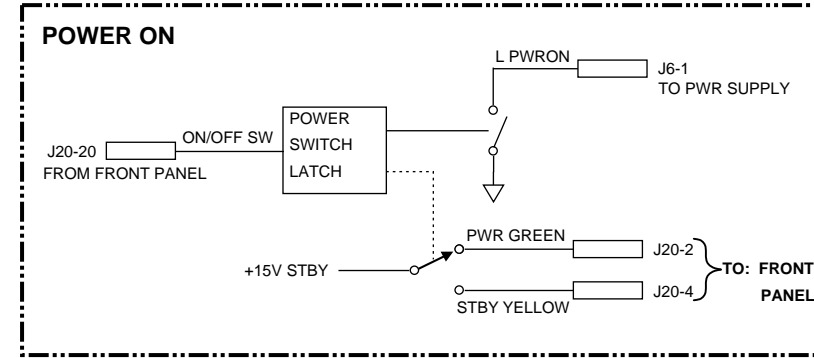 POWER ON
L PWRON
J6-1
TO PWR SUPPLY
POWER
SWITCH
LATCH
ON/OFF SW
J20-20
FROM FRONT PANEL
PWR GREEN
J20-2
+15V STBY
TO: FRONT
PANEL
J20-4
STBY YELLOW